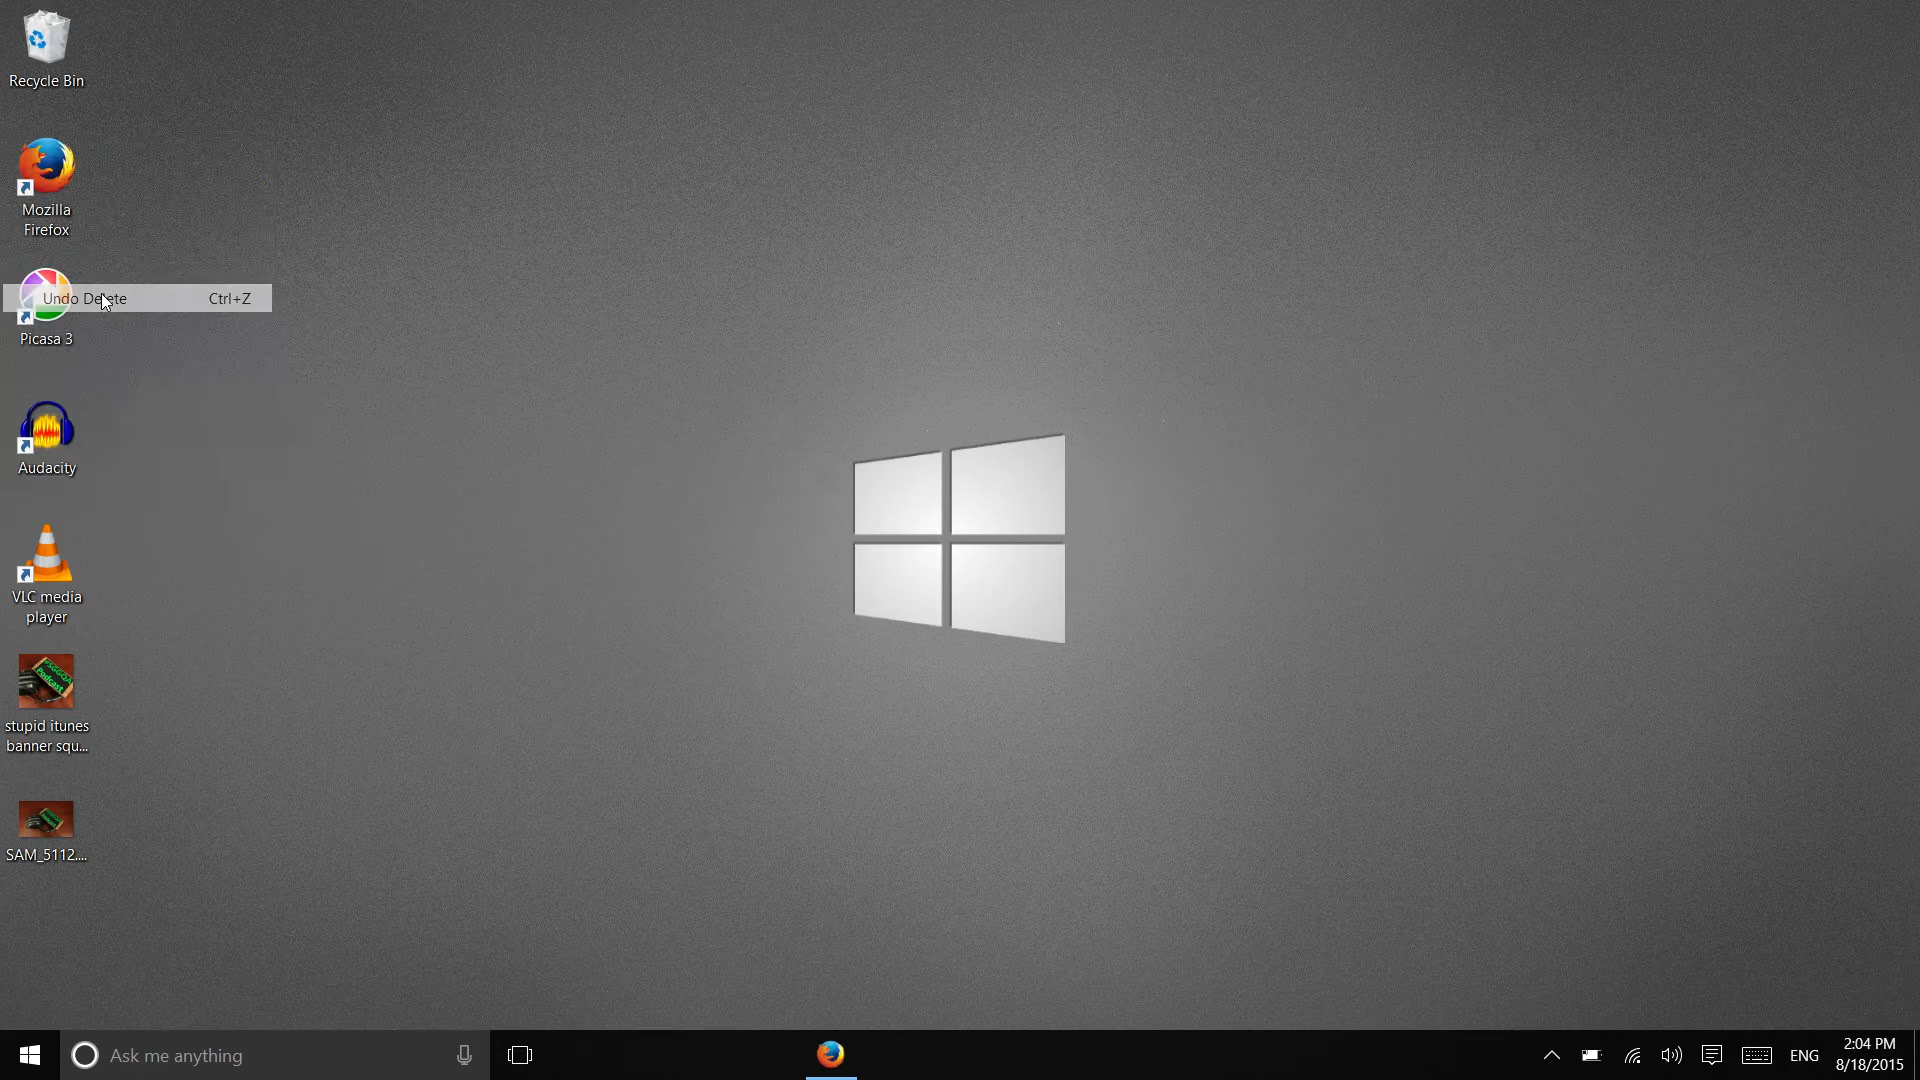 Recycle Bin
Mozilla
Firefox
Undo Delete Ctrl+Z
Picasa 3
Audacity
VLC media
player
Podcast
stupid itunes
banner squ...
SAM_5112....
Ask me anything
ENG
2:04 PM
8/18/2015